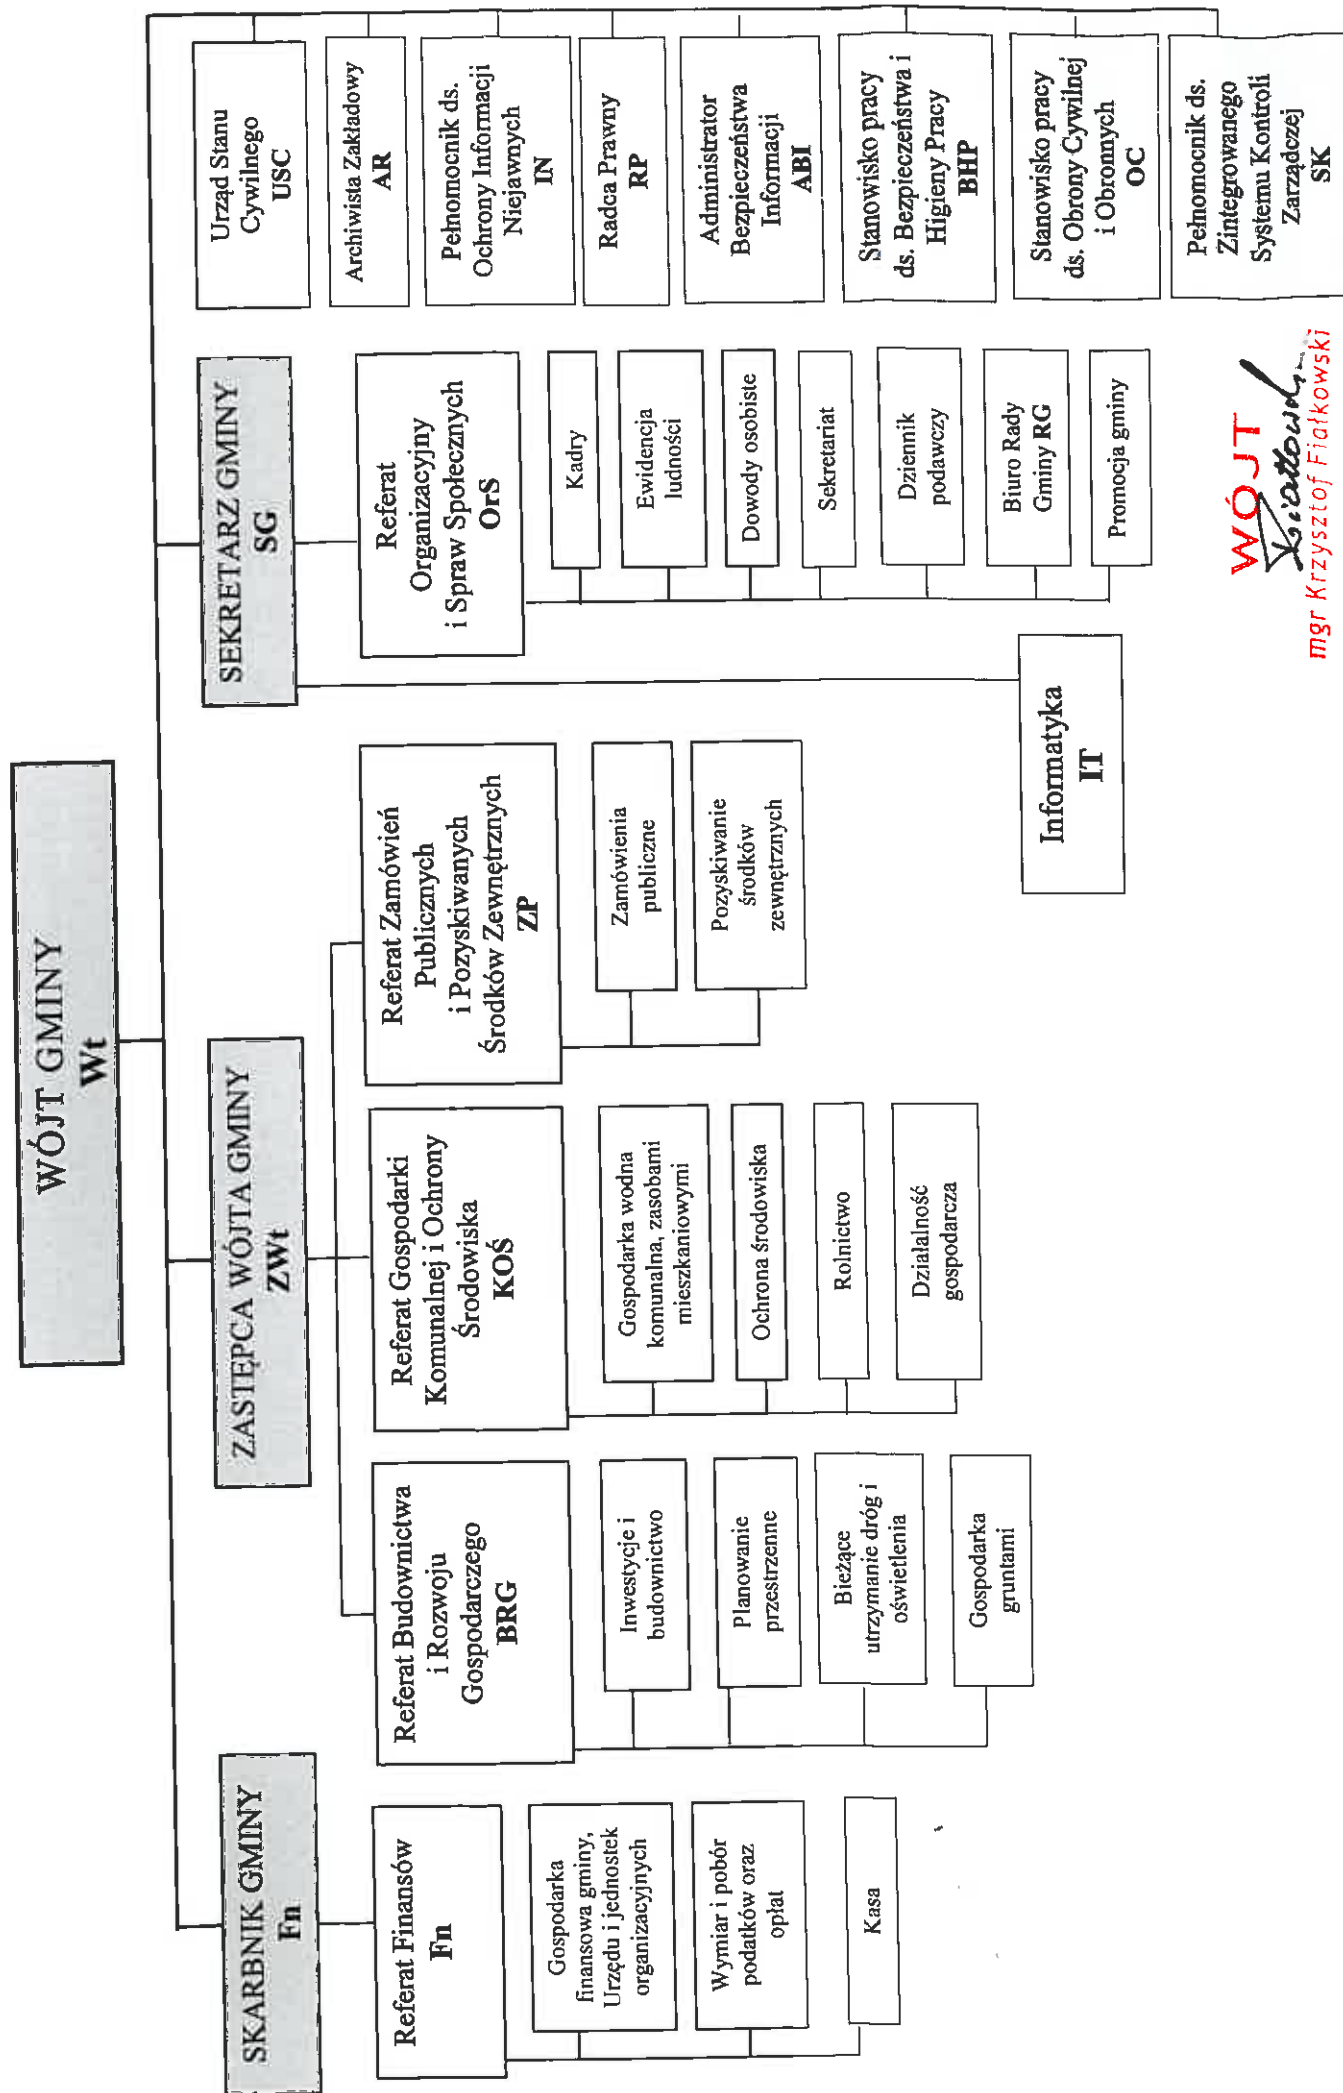 WÓJT GMINY
Wt
SKARBNIK GMINY
Fn
ZASTĘPCA WÓJTA GMINY
ZWt
SEKRETARZ GMINY
SG
Referat Finansów
Fn
Gospodarka
finansowa gminy,
Urzędu i jednostek
organizacyjnych
Wymiar i pobór
podatków oraz
opłat
Kasa
Referat Budownictwa
i Rozwoju
Gospodarczego
BRG
Inwestycje i
budownictwo
Planowanie
przestrzenne
Bieżące
utrzymanie dróg i
oświetlenia
Gospodarka
gruntami
Referat Gospodarki
Komunalnej i Ochrony
Środowiska
KOŚ
Gospodarka wodna
komunalna, zasobami
mieszkaniowymi
Ochrona środowiska
Rolnictwo
Działalność
gospodarcza
Referat Zamówień
Publicznych
i Pozyskiwanych
Środków Zewnętrznych
ZP
Zamówienia
publiczne
Pozyskiwanie
środków
zewnętrznych
Informatyka
IT
Referat
Organizacyjny
i Spraw Społecznych
OrS
Kadry
Ewidencja
ludności
Dowody osobiste
Sekretariat
Dziennik
podawczy
Biuro Rady
Gminy RG
Promocja gminy
Urząd Stanu
Cywilnego
USC
Archiwista Zakładowy
AR
Pełnomocnik ds.
Ochrony Informacji
Niejawnych
IN
Radca Prawny
RP
Administrator
Bezpieczeństwa
Informacji
ABI
Stanowisko pracy
ds. Bezpieczeństwa i
Higieny Pracy
BHP
Stanowisko pracy
ds. Obrony Cywilnej
i Obronnych
OC
Pełnomocnik ds.
Zintegrowanego
Systemu Kontroli
Zarządczej
SK
WÓJT
mgr Krzysztof Fiałkowski